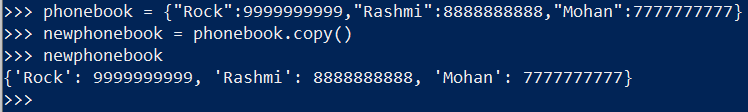 >>> phonebook = {"Rock":9999999999,"Rashmi":8888888888,"Mohan":7777777777}
>>> newphonebook = phonebook.copy()
>>> newphonebook
{'Rock': 9999999999, 'Rashmi': 8888888888, 'Mohan': 7777777777}
>>>